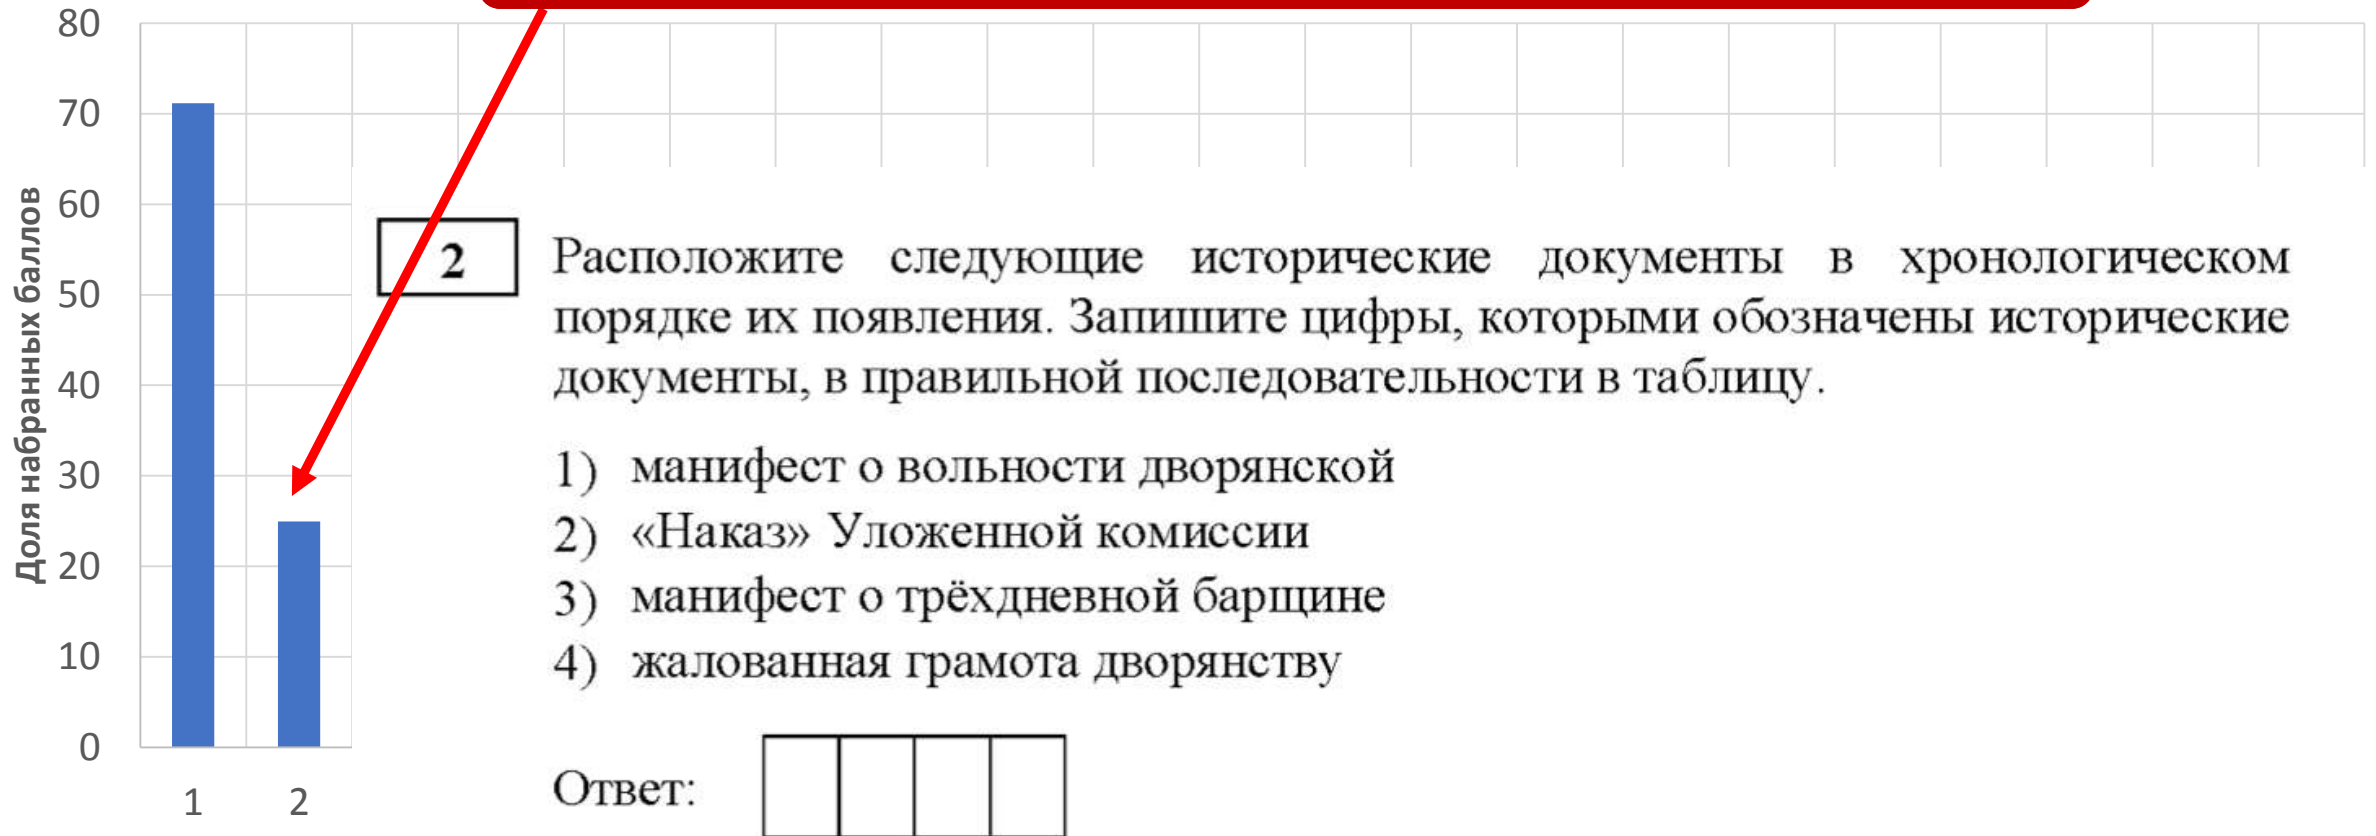 80
70
60
50
40
30
20
10
0
Доля набранных баллов
1 2
2
Расположите следующие исторические документы в хронологическом
порядке их появления. Запишите цифры, которыми обозначены исторические
документы, в правильной последовательности в таблицу.
1) манифест о вольности дворянской
2) «Наказ» Уложенной комиссии
3) манифест о трёхдневной барщине
4) жалованная грамота дворянству
Ответ: